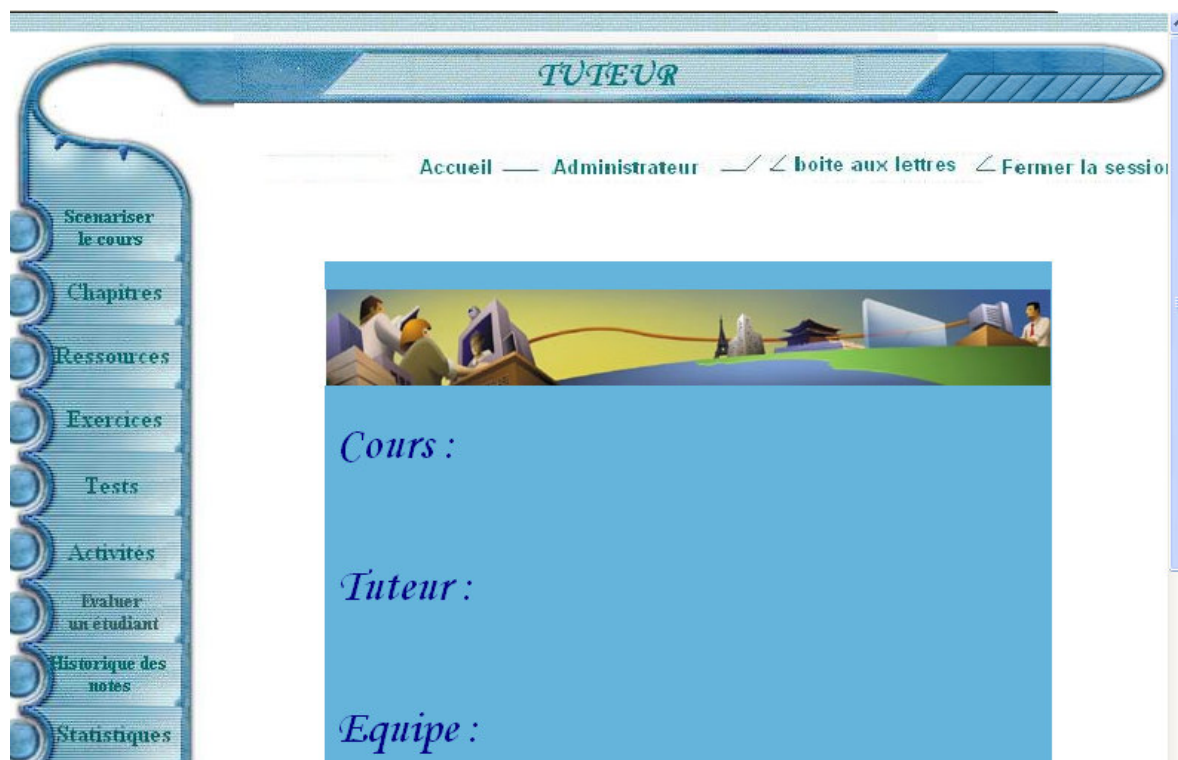 TUTEUR
Accueil Administrateur boite aux lettres Fermer la session
Scenariser
le cours
Chapitres
Ressources
Exercices
Tests
Activités
Evaluer
un étudiant
Historique des
notes
Statistiques
Cours :
Tuteur :
Equipe :